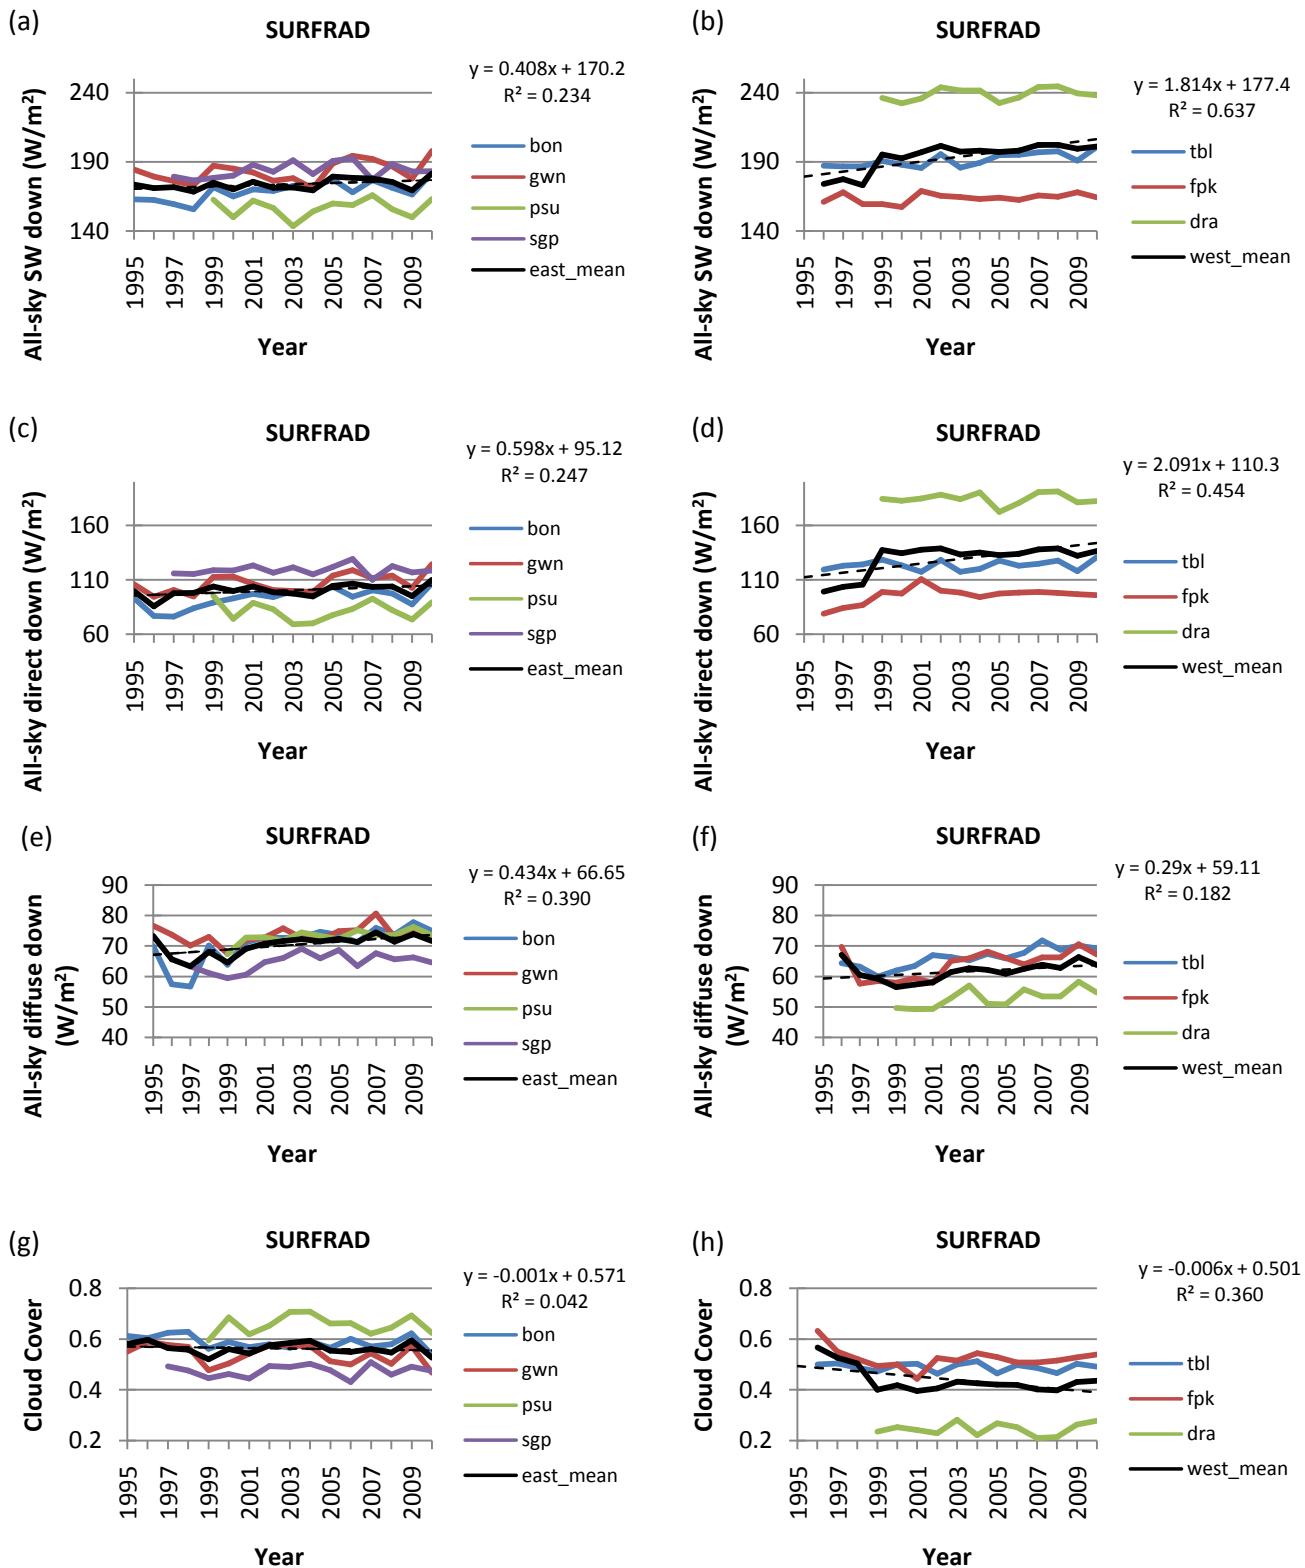 (a)
SURFRAD
y = 0.408x + 170.2
R² = 0.234
All-sky SW down (W/m²)
240
190
140
1995
1997
1999
2001
2003
2005
2007
2009
Year
bon
gwn
psu
sgp
east_mean
(b)
SURFRAD
y = 1.814x + 177.4
R² = 0.637
All-sky SW down (W/m²)
240
190
140
1995
1997
1999
2001
2003
2005
2007
2009
Year
tbl
fpk
dra
west_mean
(c)
SURFRAD
y = 0.598x + 95.12
R² = 0.247
All-sky direct down (W/m²)
160
110
60
1995
1997
1999
2001
2003
2005
2007
2009
Year
bon
gwn
psu
sgp
east_mean
(d)
SURFRAD
y = 2.091x + 110.3
R² = 0.454
All-sky direct down (W/m²)
160
110
60
1995
1997
1999
2001
2003
2005
2007
2009
Year
tbl
fpk
dra
west_mean
(e)
SURFRAD
y = 0.434x + 66.65
R² = 0.390
All-sky diffuse down
(W/m²)
90
80
70
60
50
40
1995
1997
1999
2001
2003
2005
2007
2009
Year
bon
gwn
psu
sgp
east_mean
(f)
SURFRAD
y = 0.29x + 59.11
R² = 0.182
All-sky diffuse down
(W/m²)
90
80
70
60
50
40
1995
1997
1999
2001
2003
2005
2007
2009
Year
tbl
fpk
dra
west_mean
(g)
SURFRAD
y = -0.001x + 0.571
R² = 0.042
Cloud Cover
0.8
0.6
0.4
0.2
1995
1997
1999
2001
2003
2005
2007
2009
Year
bon
gwn
psu
sgp
east_mean
(h)
SURFRAD
y = -0.006x + 0.501
R² = 0.360
Cloud Cover
0.8
0.6
0.4
0.2
1995
1997
1999
2001
2003
2005
2007
2009
Year
tbl
fpk
dra
west_mean